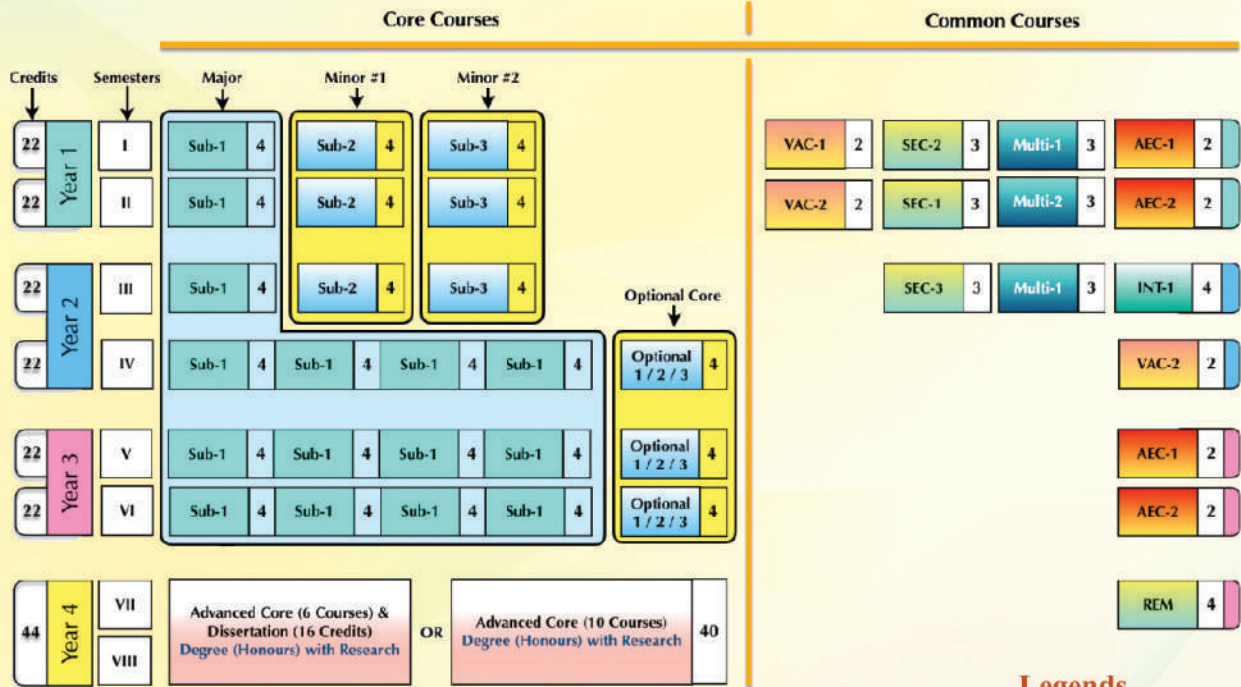 Core Courses
Common Courses
Credits Semesters Major Minor #1 Minor #2
22 Year 1 I Sub-1 4 Sub-2 4 Sub-3 4 VAC-1 2 SEC-2 3 Multi-1 3 AEC-1 2
22 II Sub-1 4 Sub-2 4 Sub-3 4 VAC-2 2 SEC-1 3 Multi-2 3 AEC-2 2
22 Year 2 III Sub-1 4 Sub-2 4 Sub-3 4 SEC-3 3 Multi-1 3 INT-1 4
Optional Core
22 IV Sub-1 4 Sub-1 4 Sub-1 4 Sub-1 4 Optional 4 VAC-2 2
1 / 2 / 3
22 Year 3 V Sub-1 4 Sub-1 4 Sub-1 4 Sub-1 4 Optional 4 AEC-1 2
1 / 2 / 3
22 VI Sub-1 4 Sub-1 4 Sub-1 4 Sub-1 4 Optional 4 AEC-2 2
1 / 2 / 3
44 Year 4 VII
VIII
Advanced Core (6 Courses) &
Dissertation (16 Credits)
Degree (Honours) with Research
OR
Advanced Core (10 Courses)
Degree (Honours) with Research
40
REM 4
Legends